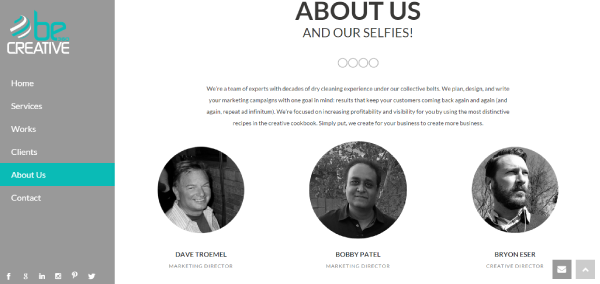 be
CREATIVE
Home
Services
Works
Clients
About Us
Contact
ABOUT US
AND OUR SELFIES!
We're a team of experts with decades of dry cleaning experience under our collective belts. We plan, design, and write
your marketing campaigns with one goal in mind: results that keep your customers coming back again and again (and
again, repeat ad infinitum). We're focused on increasing profitability and visibility for you by using the most distinctive
recipes in the creative cookbook. Simply put, we create for your business to create more business.
DAVE TROEMEL
MARKETING DIRECTOR
BOBBY PATEL
MARKETING DIRECTOR
BRYON ESER
CREATIVE DIRECTOR